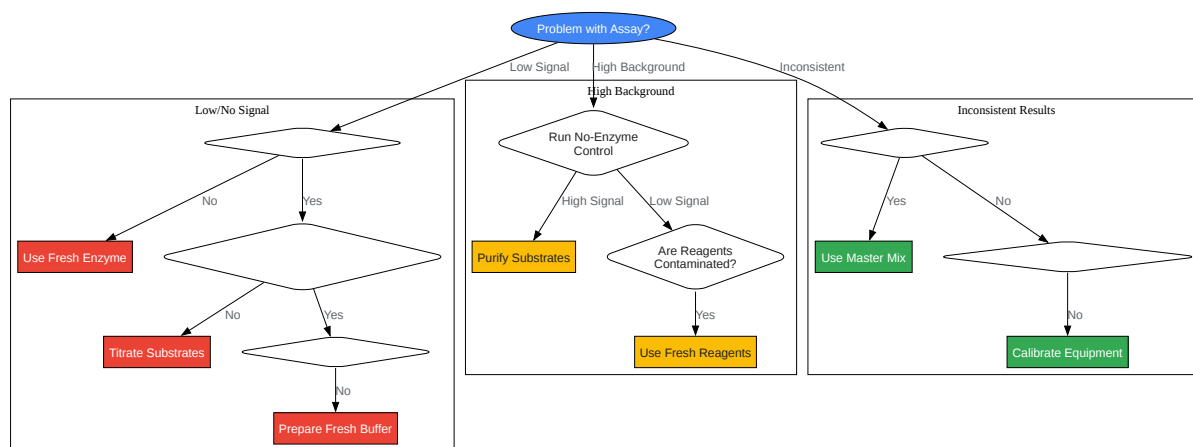 Problem with Assay?
Low Signal
High Background
Inconsistent
Low/No Signal
No
Yes
Use Fresh Enzyme
No
Yes
Titrate Substrates
No
Prepare Fresh Buffer
High Background
Run No-Enzyme
Control
High Signal
Low Signal
Purify Substrates
Are Reagents
Contaminated?
Yes
Use Fresh Reagents
Inconsistent Results
Yes
No
Use Master Mix
No
Calibrate Equipment